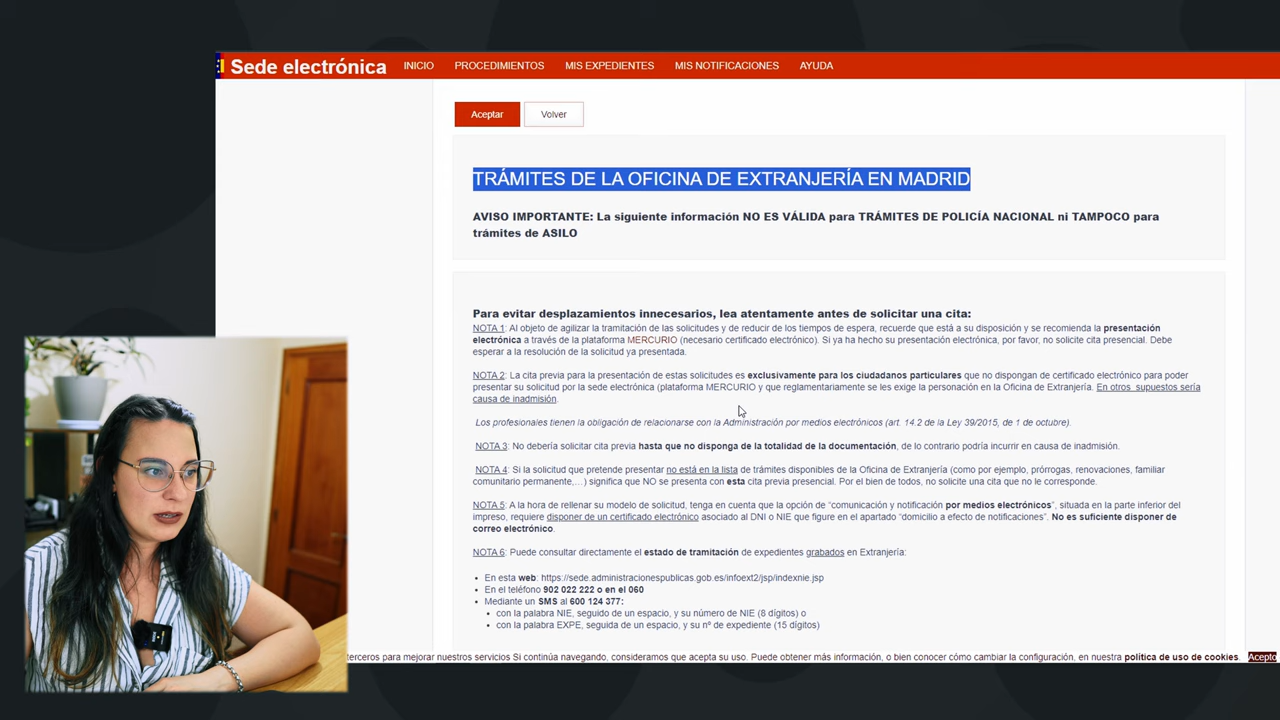 Sede electrónica INICIO PROCEDIMIENTOS MIS EXPEDIENTES MIS NOTIFICACIONES AYUDA
Aceptar Volver
TRÁMITES DE LA OFICINA DE EXTRANJERÍA EN MADRID
AVISO IMPORTANTE: La siguiente información NO ES VÁLIDA para TRÁMITES DE POLICÍA NACIONAL ni TAMPOCO para
trámites de ASILO
Para evitar desplazamientos innecesarios, lea atentamente antes de solicitar una cita:
NOTA 1: Al objeto de agilizar la tramitación de las solicitudes y de reducir de los tiempos de espera, recuerde que está a su disposición y se recomienda la presentación
electrónica a través de la plataforma MERCURIO (necesario certificado electrónico). Si ya ha hecho su presentación electrónica, por favor, no solicite cita presencial. Debe
esperar a la resolución de la solicitud ya presentada.
NOTA 2: La cita previa para la presentación de estas solicitudes es exclusivamente para los ciudadanos particulares que no dispongan de certificado electrónico para poder
presentar su solicitud por la sede electrónica (plataforma MERCURIO y que reglamentariamente se les exige la personación en la Oficina de Extranjería. En otros supuestos sería
causa de inadmisión.
Los profesionales tienen la obligación de relacionarse con la Administración por medios electrónicos (art. 14.2 de la Ley 39/2015, de 1 de octubre).
NOTA 3: No debería solicitar cita previa hasta que no disponga de la totalidad de la documentación, de lo contrario podría incurrir en causa de inadmisión.
NOTA 4: Si la solicitud que pretende presentar no está en la lista de trámites disponibles de la Oficina de Extranjería (como por ejemplo, prórrogas, renovaciones, familiar
comunitario permanente,...) significa que NO se presenta con esta cita previa presencial. Por el bien de todos, no solicite una cita que no le corresponde.
NOTA 5: A la hora de rellenar su modelo de solicitud, tenga en cuenta que la opción de "comunicación y notificación por medios electrónicos", situada en la parte inferior del
impreso, requiere disponer de un certificado electrónico asociado al DNI o NIE que figure en el apartado "domicilio a efecto de notificaciones". No es suficiente disponer de
correo electrónico.
NOTA 6: Puede consultar directamente el estado de tramitación de expedientes grabados en Extranjería:
• En esta web: https://sede.administracionespublicas.gob.es/infoext2/jsp/indexnie.jsp
• En el teléfono 902 022 222 o en el 060
• Mediante un SMS al 600 124 377:
• con la palabra NIE, seguido de un espacio, y su número de NIE (8 dígitos) o
• con la palabra EXPE, seguida de un espacio, y su nº de expediente (15 dígitos)
terceros para mejorar nuestros servicios Si continúa navegando, consideramos que acepta su uso. Puede obtener más información, o bien conocer cómo cambiar la configuración, en nuestra política de uso de cookies. Acepto